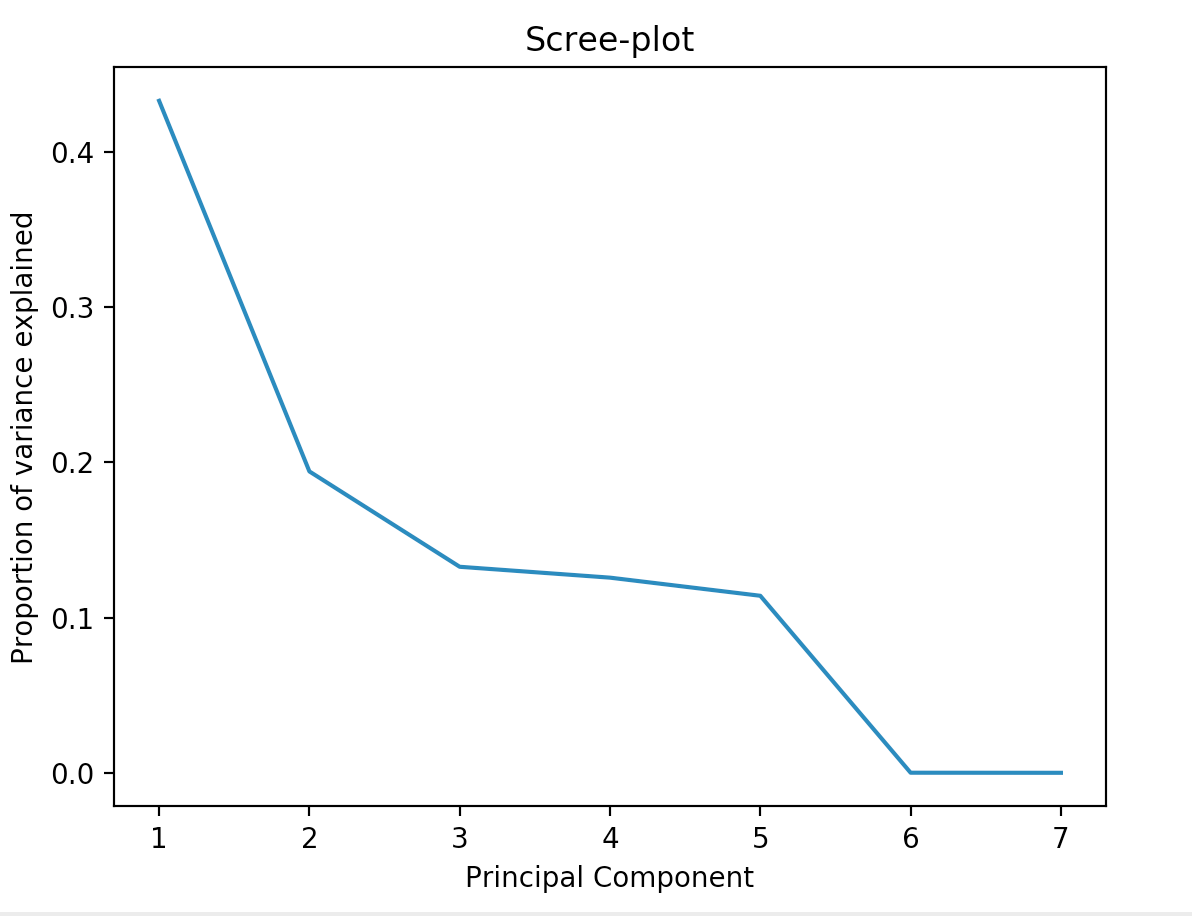 Scree-plot
Proportion of variance explained
0.4
0.3
0.2
0.1
0.0
1 2 3 4 5 6 7
Principal Component